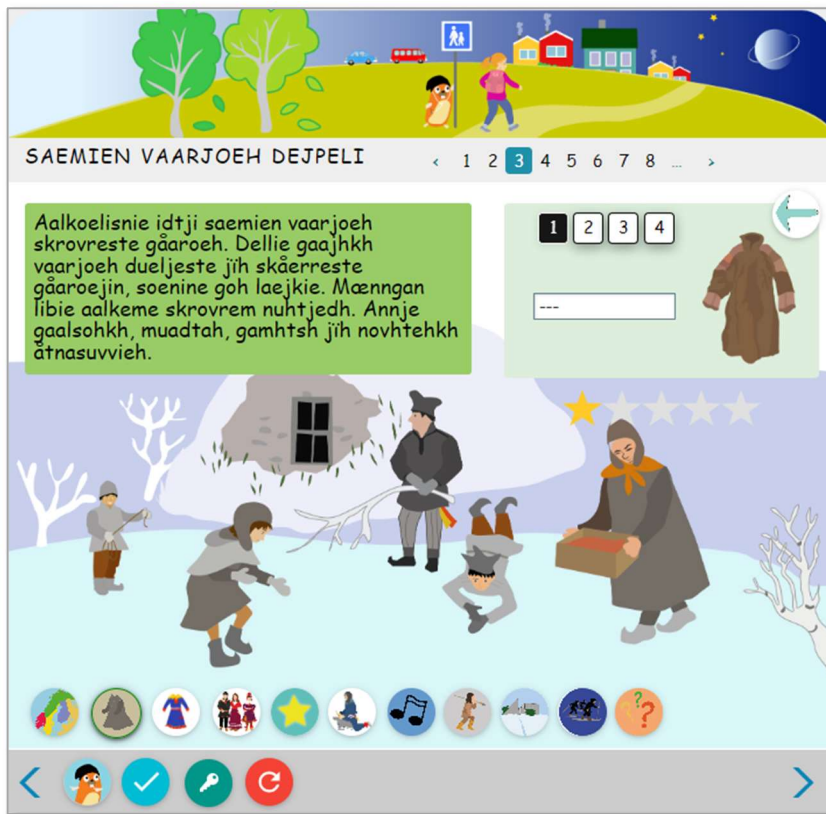 SAEMIEN VAARJOEH DEJPELI
‹ 1 2 3 4 5 6 7 8 ... ›
Aalkoelisnie idtji saemien vaarjoeh
skrovreste gåaroeh. Dellie gaajhkh
vaarjoeh dueljeste jïh skåerreste
gåaroejin, soenine goh laejkie. Mænngan
libie aalkeme skrovrem nuhtjedh. Annje
gaalsohkh, muadtah, gamhtsh jïh novhtehkh
åtnasuvvieh.
1 2 3 4
---
? ? ?